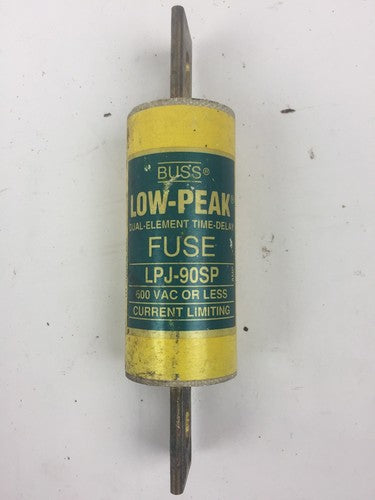 BUSS®
LOW-PEAK®
DUAL-ELEMENT TIME-DELAY
FUSE
LPJ-90SP
600 VAC OR LESS
CURRENT LIMITING